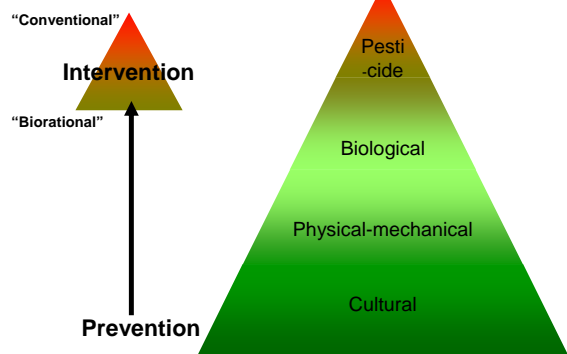 “Conventional”
Intervention
“Biorational”
Prevention
Pesti
-cide
Biological
Physical-mechanical
Cultural